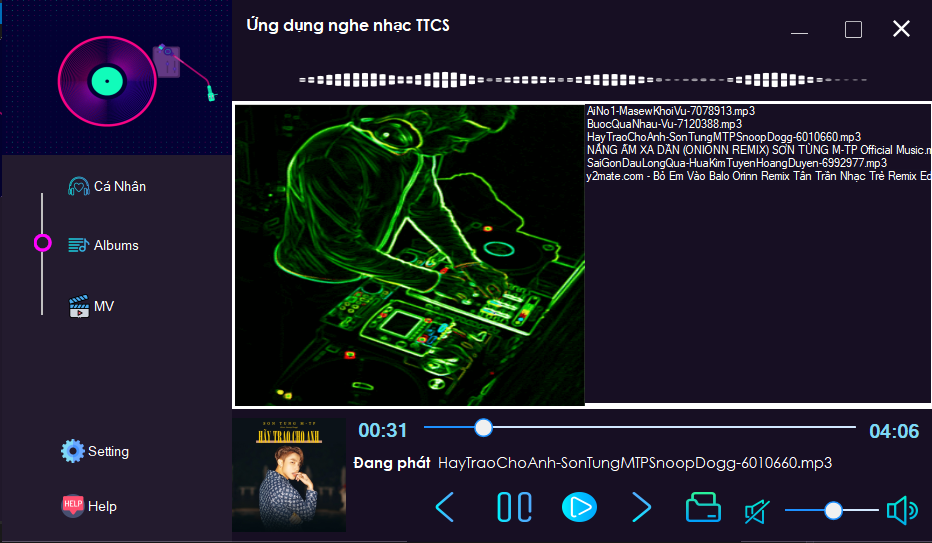 Ứng dụng nghe nhạc TTCS
AiNo1-MasewKhoiVu-7078913.mp3
BuocQuaNhau-Vu-7120388.mp3
HayTraoChoAnh-SonTungMTPSnoopDogg-6010660.mp3
NẮNG ẤM XA DẦN (ONIONN REMIX) SƠN TÙNG M-TP Official Music.m
SaiGonDauLongQua-HuaKimTuyenHoangDuyen-6992977.mp3
y2mate.com - Bỏ Em Vào Balo Orinn Remix Tân Trần Nhạc Trẻ Remix Ed
Cá Nhân
Albums
MV
Setting
HELP Help
SON TUNG M-TP
HÃY TRAO CHO ANH
00:31
04:06
Đang phát HayTraoChoAnh-SonTungMTPSnoopDogg-6010660.mp3